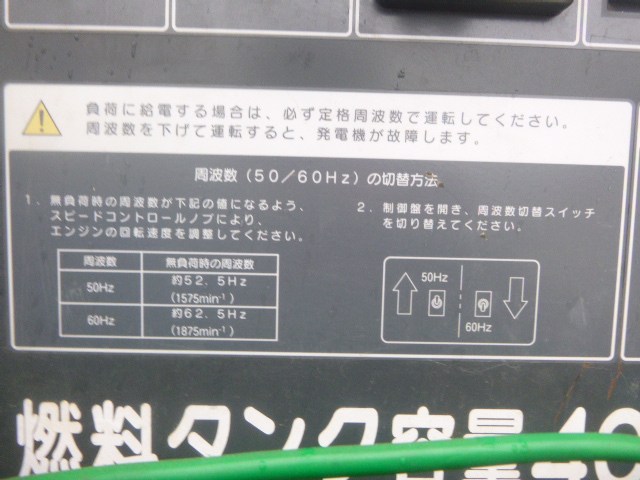 負荷に給電する場合は、必ず定格周波数で運転してください。
周波数を下げて運転すると、発電機が故障します。
周波数（50／60Hz）の切替方法
1．無負荷時の周波数が下記の値になるよう、
スピードコントロールノブにより、
エンジンの回転速度を調整してください。
周波数 無負荷時の周波数
50Hz 約52．5Hz
(1575min⁻¹)
60Hz 約62．5Hz
(1875min⁻¹)
2．制御盤を開き、周波数切替スイッチ
を切り替えてください。
50Hz
60Hz
燃料タンク容量